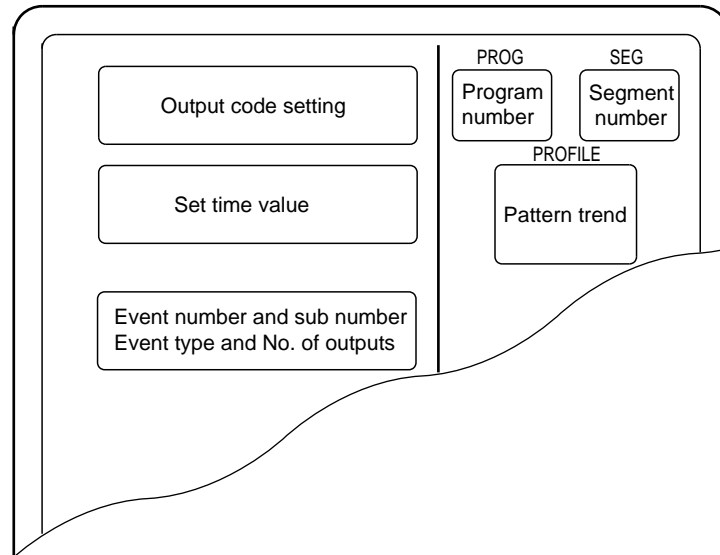 Output code setting
Set time value
Event number and sub number
Event type and No. of outputs
PROG
Program
number
SEG
Segment
number
PROFILE
Pattern trend